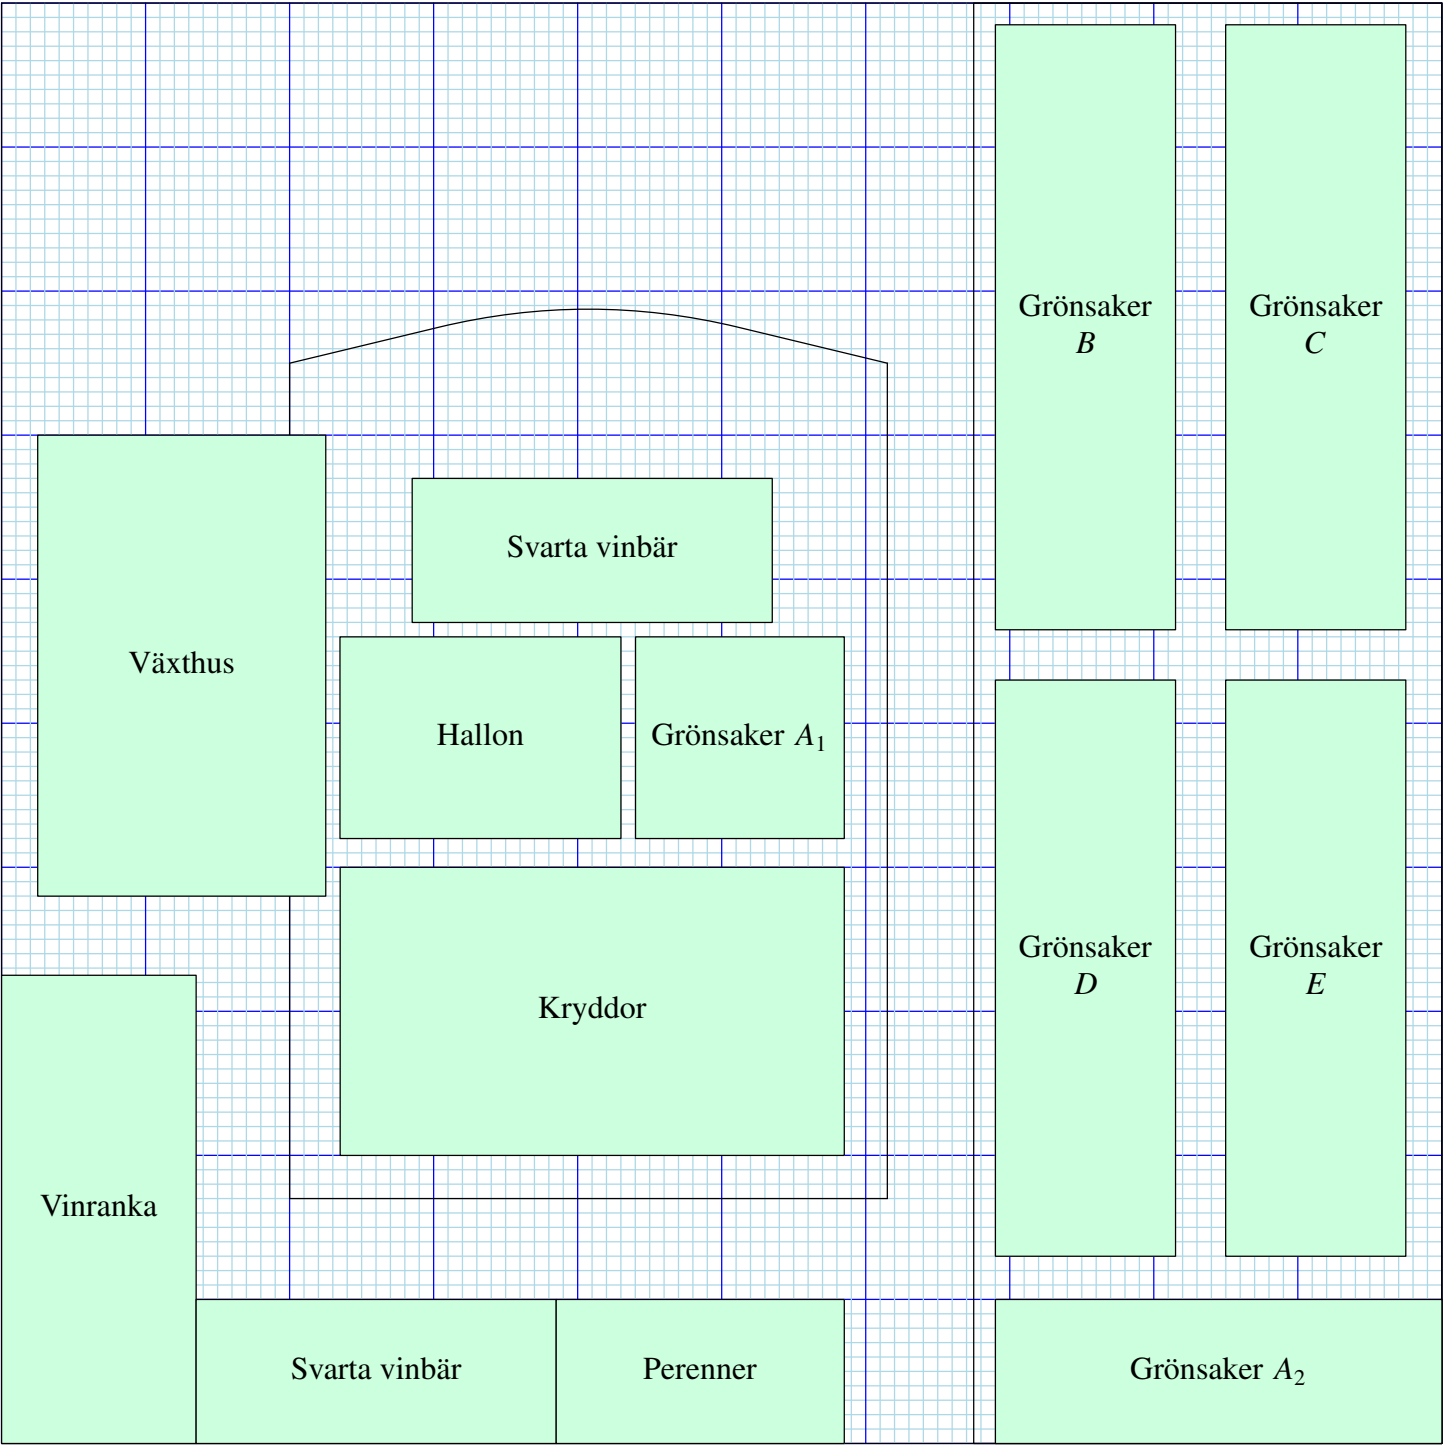 Grönsaker
B
Grönsaker
C
Svarta vinbär
Växthus
Hallon
Grönsaker A₁
Grönsaker
D
Grönsaker
E
Kryddor
Vinranka
Svarta vinbär
Perenner
Grönsaker A₂